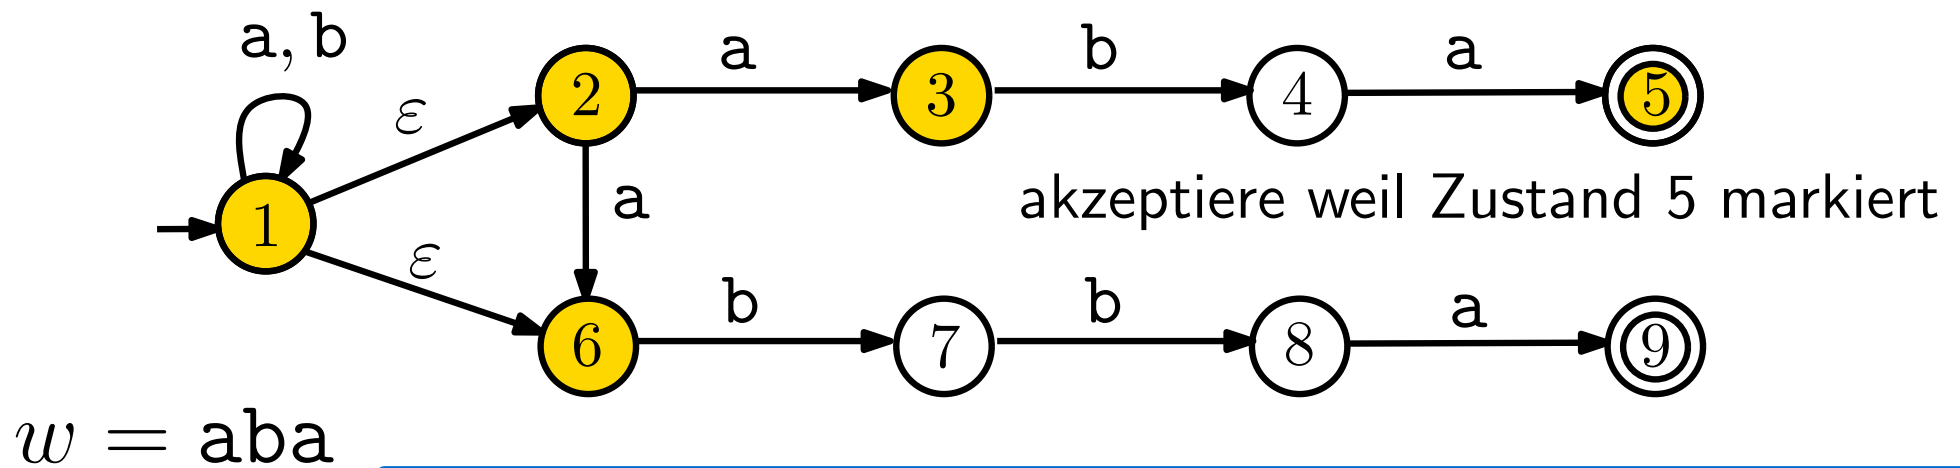 a, b
ε
a
b
a
2
3
4
5
1
a
akzeptiere weil Zustand 5 markiert
ε
b
b
a
6
7
8
9
w = aba